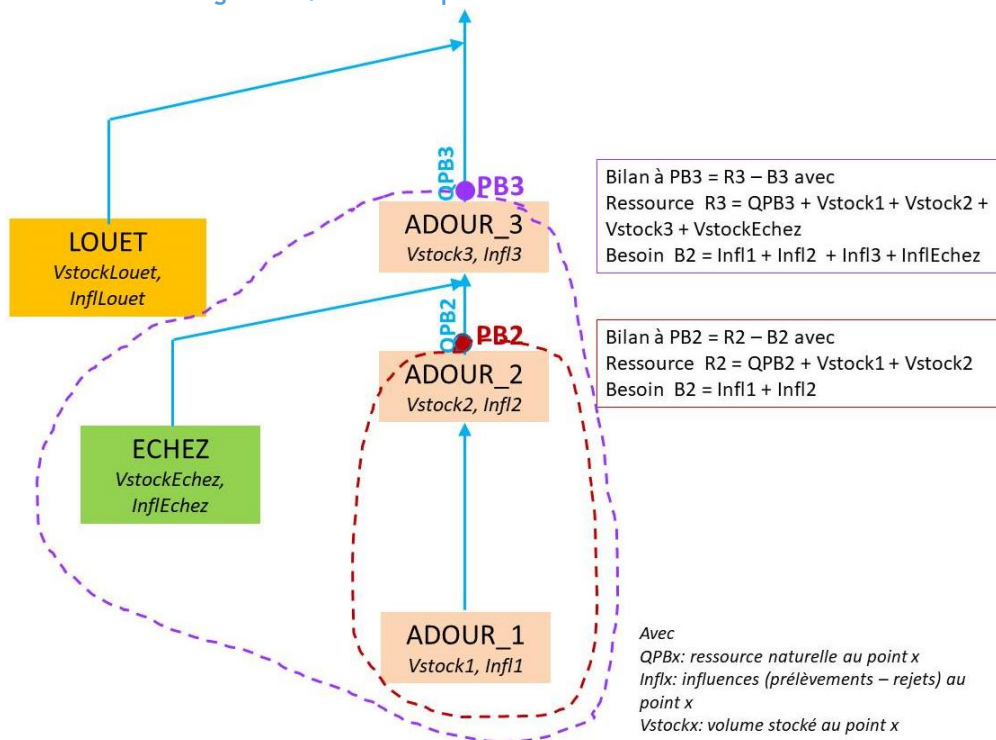 QPB3
PB3
ADOUR_3
Vstock3, Infl3
LOUET
VstockLouet,
InflLouet
Bilan à PB3 = R3 – B3 avec
Ressource R3 = QPB3 + Vstock1 + Vstock2 +
Vstock3 + VstockEchez
Besoin B2 = Infl1 + Infl2 + Infl3 + InflEchez
QPB2
PB2
ADOUR_2
Vstock2, Infl2
Bilan à PB2 = R2 – B2 avec
Ressource R2 = QPB2 + Vstock1 + Vstock2
Besoin B2 = Infl1 + Infl2
ECHEZ
VstockEchez,
InflEchez
ADOUR_1
Vstock1, Infl1
Avec
QPBx: ressource naturelle au point x
Inflx: influences (prélèvements – rejets) au
point x
Vstockx: volume stocké au point x